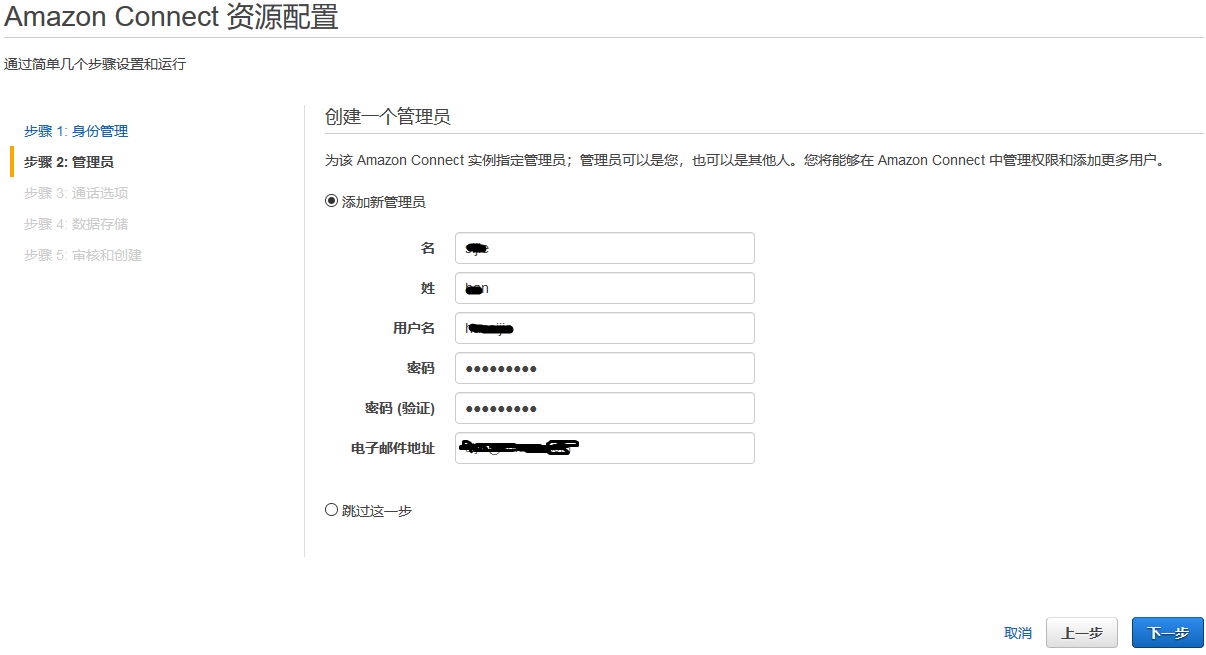 Amazon Connect 资源配置
通过简单几个步骤设置和运行
步骤 1: 身份管理
步骤 2: 管理员
步骤 3: 通话选项
步骤 4: 数据存储
步骤 5: 审核和创建
创建一个管理员
为该 Amazon Connect 实例指定管理员；管理员可以是您，也可以是其他人。您将能够在 Amazon Connect 中管理权限和添加更多用户。
添加新管理员
名
姓
用户名
密码 ●●●●●●●●●
密码 (验证) ●●●●●●●●●
电子邮件地址
跳过这一步
取消 上一步 下一步